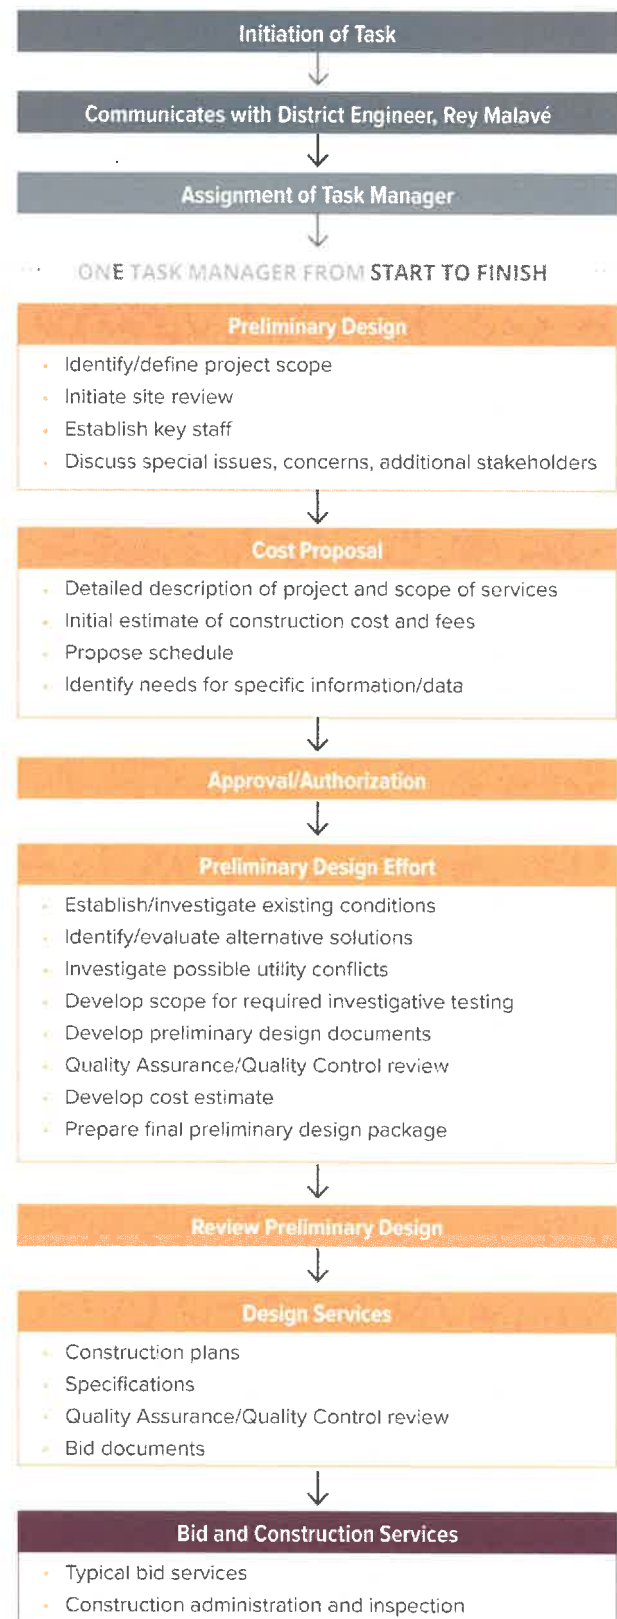 Initiation of Task
Communicates with District Engineer, Rey Malavé
Assignment of Task Manager
ONE TASK MANAGER FROM START TO FINISH
Preliminary Design
Identify/define project scope
Initiate site review
Establish key staff
Discuss special issues, concerns, additional stakeholders
Cost Proposal
Detailed description of project and scope of services
Initial estimate of construction cost and fees
Propose schedule
Identify needs for specific information/data
Approval/Authorization
Preliminary Design Effort
Establish/investigate existing conditions
Identify/evaluate alternative solutions
Investigate possible utility conflicts
Develop scope for required investigative testing
Develop preliminary design documents
Quality Assurance/Quality Control review
Develop cost estimate
Prepare final preliminary design package
Review Preliminary Design
Design Services
Construction plans
Specifications
Quality Assurance/Quality Control review
Bid documents
Bid and Construction Services
Typical bid services
Construction administration and inspection